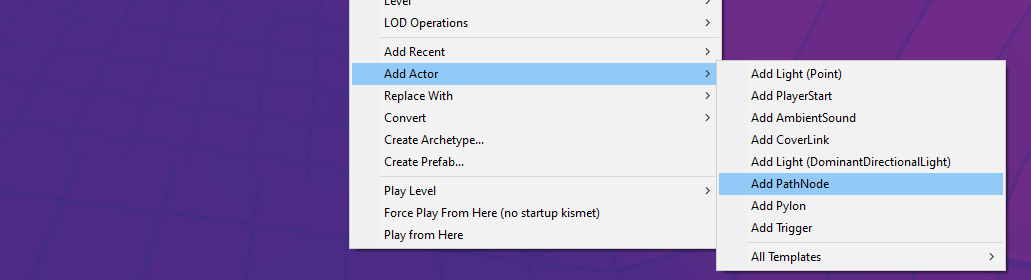 Level
LOD Operations
Add Recent
Add Actor
Replace With
Convert
Create Archetype...
Create Prefab...
Play Level
Force Play From Here (no startup kismet)
Play from Here
Add Light (Point)
Add PlayerStart
Add AmbientSound
Add CoverLink
Add Light (DominantDirectionalLight)
Add PathNode
Add Pylon
Add Trigger
All Templates